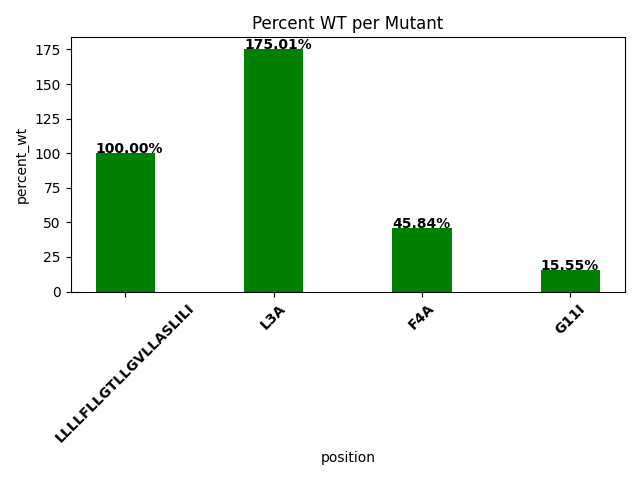 Percent WT per Mutant
percent_wt
175
150
125
100
75
50
25
0
100.00%
175.01%
45.84%
15.55%
LLLLFLLGTLLGVLLASLILI
L3A
F4A
G11I
position